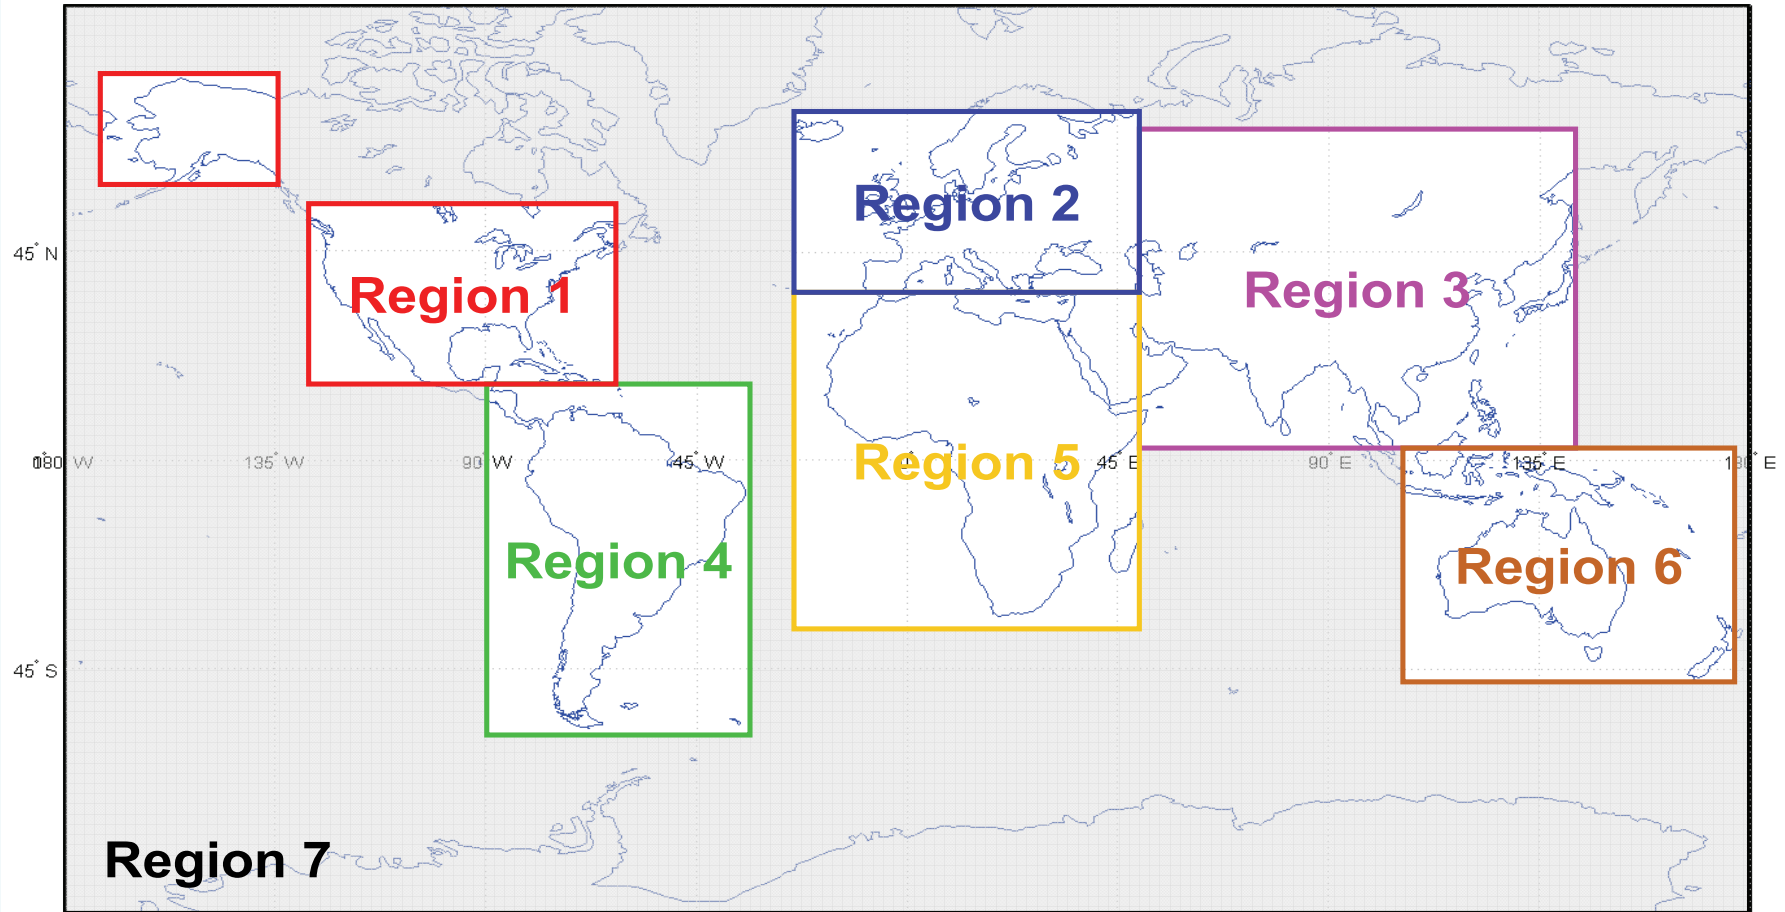 Region 2
45° N
Region 1
Region 3
180° W
135° W
90° W
45° W
0°
45° E
90° E
135° E
180° E
Region 5
Region 4
Region 6
45° S
Region 7